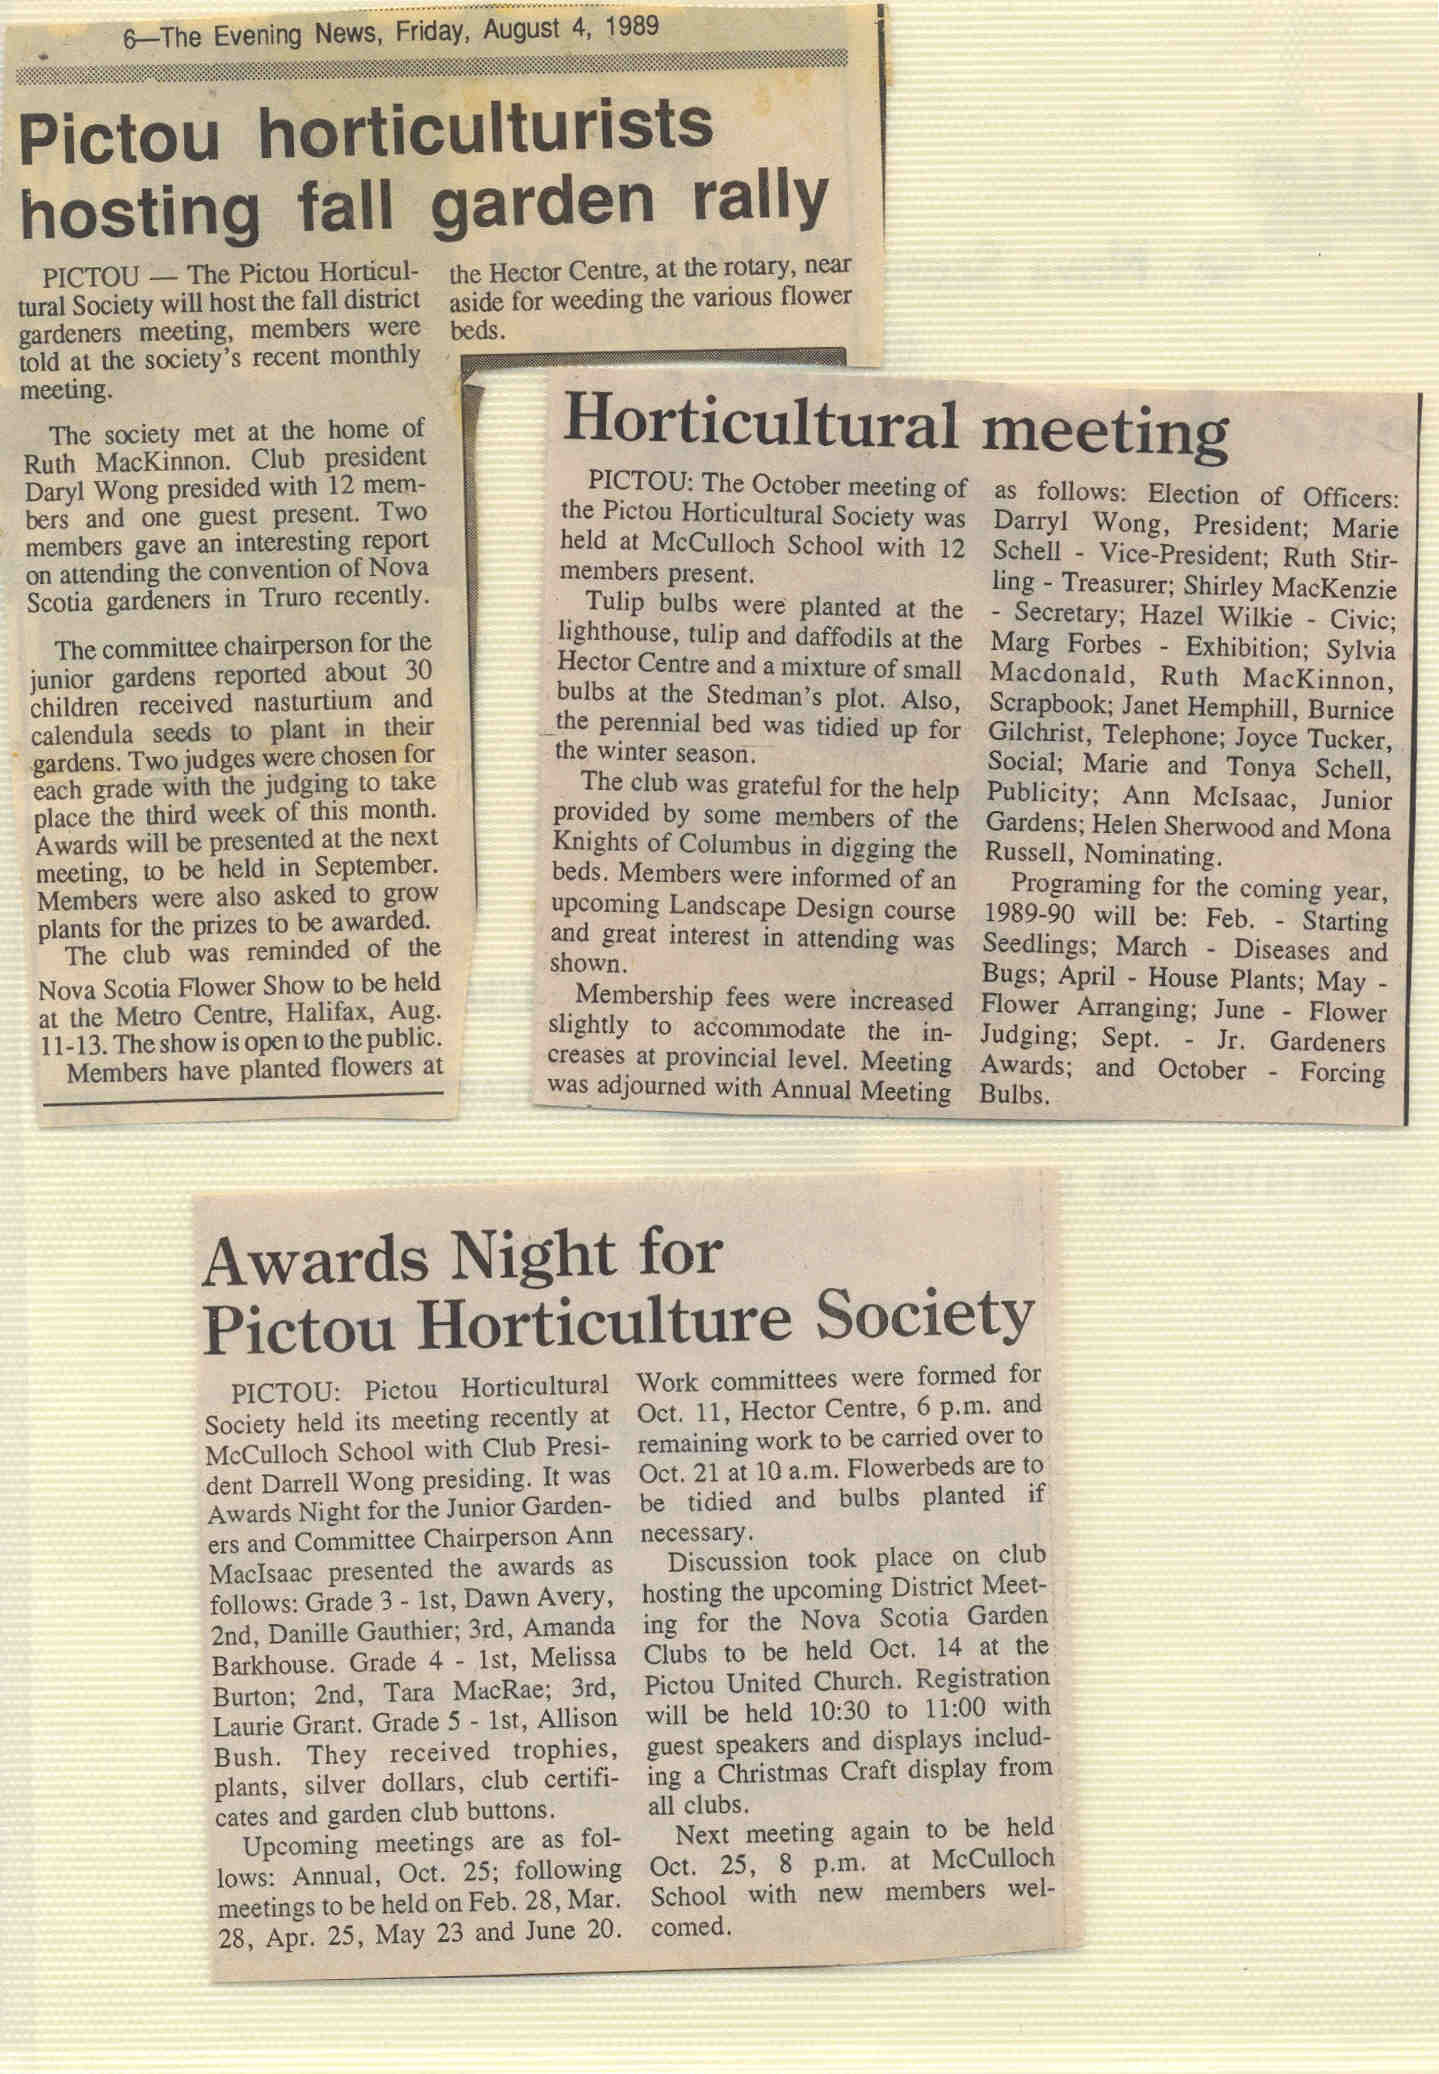 6—The Evening News, Friday, August 4, 1989
Pictou horticulturists
hosting fall garden rally
PICTOU — The Pictou Horticul-
tural Society will host the fall district
gardeners meeting, members were
told at the society's recent monthly
meeting.
The society met at the home of
Ruth MacKinnon. Club president
Daryl Wong presided with 12 mem-
bers and one guest present. Two
members gave an interesting report
on attending the convention of Nova
Scotia gardeners in Truro recently.
The committee chairperson for the
junior gardens reported about 30
children received nasturtium and
calendula seeds to plant in their
gardens. Two judges were chosen for
each grade with the judging to take
place the third week of this month.
Awards will be presented at the next
meeting, to be held in September.
Members were also asked to grow
plants for the prizes to be awarded.
The club was reminded of the
Nova Scotia Flower Show to be held
at the Metro Centre, Halifax, Aug.
11-13. The show is open to the public.
Members have planted flowers at
the Hector Centre, at the rotary, near
aside for weeding the various flower
beds.
Horticultural meeting
PICTOU: The October meeting of
the Pictou Horticultural Society was
held at McCulloch School with 12
members present.
Tulip bulbs were planted at the
lighthouse, tulip and daffodils at the
Hector Centre and a mixture of small
bulbs at the Stedman's plot. Also,
the perennial bed was tidied up for
the winter season.
The club was grateful for the help
provided by some members of the
Knights of Columbus in digging the
beds. Members were informed of an
upcoming Landscape Design course
and great interest in attending was
shown.
Membership fees were increased
slightly to accommodate the in-
creases at provincial level. Meeting
was adjourned with Annual Meeting
as follows: Election of Officers:
Darryl Wong, President; Marie
Schell - Vice-President; Ruth Stir-
ling - Treasurer; Shirley MacKenzie
- Secretary; Hazel Wilkie - Civic;
Marg Forbes - Exhibition; Sylvia
Macdonald, Ruth MacKinnon,
Scrapbook; Janet Hemphill, Burnice
Gilchrist, Telephone; Joyce Tucker,
Social; Marie and Tonya Schell,
Publicity; Ann McIsaac, Junior
Gardens; Helen Sherwood and Mona
Russell, Nominating.
Programing for the coming year,
1989-90 will be: Feb. - Starting
Seedlings; March - Diseases and
Bugs; April - House Plants; May -
Flower Arranging; June - Flower
Judging; Sept. - Jr. Gardeners
Awards; and October - Forcing
Bulbs.
Awards Night for
Pictou Horticulture Society
PICTOU: Pictou Horticultural
Society held its meeting recently at
McCulloch School with Club Presi-
dent Darrell Wong presiding. It was
Awards Night for the Junior Garden-
ers and Committee Chairperson Ann
MacIsaac presented the awards as
follows: Grade 3 - 1st, Dawn Avery,
2nd, Danille Gauthier; 3rd, Amanda
Barkhouse. Grade 4 - 1st, Melissa
Burton; 2nd, Tara MacRae; 3rd,
Laurie Grant. Grade 5 - 1st, Allison
Bush. They received trophies,
plants, silver dollars, club certifi-
cates and garden club buttons.
Upcoming meetings are as fol-
lows: Annual, Oct. 25; following
meetings to be held on Feb. 28, Mar.
28, Apr. 25, May 23 and June 20.
Work committees were formed for
Oct. 11, Hector Centre, 6 p.m. and
remaining work to be carried over to
Oct. 21 at 10 a.m. Flowerbeds are to
be tidied and bulbs planted if
necessary.
Discussion took place on club
hosting the upcoming District Meet-
ing for the Nova Scotia Garden
Clubs to be held Oct. 14 at the
Pictou United Church. Registration
will be held 10:30 to 11:00 with
guest speakers and displays includ-
ing a Christmas Craft display from
all clubs.
Next meeting again to be held
Oct. 25, 8 p.m. at McCulloch
School with new members wel-
comed.